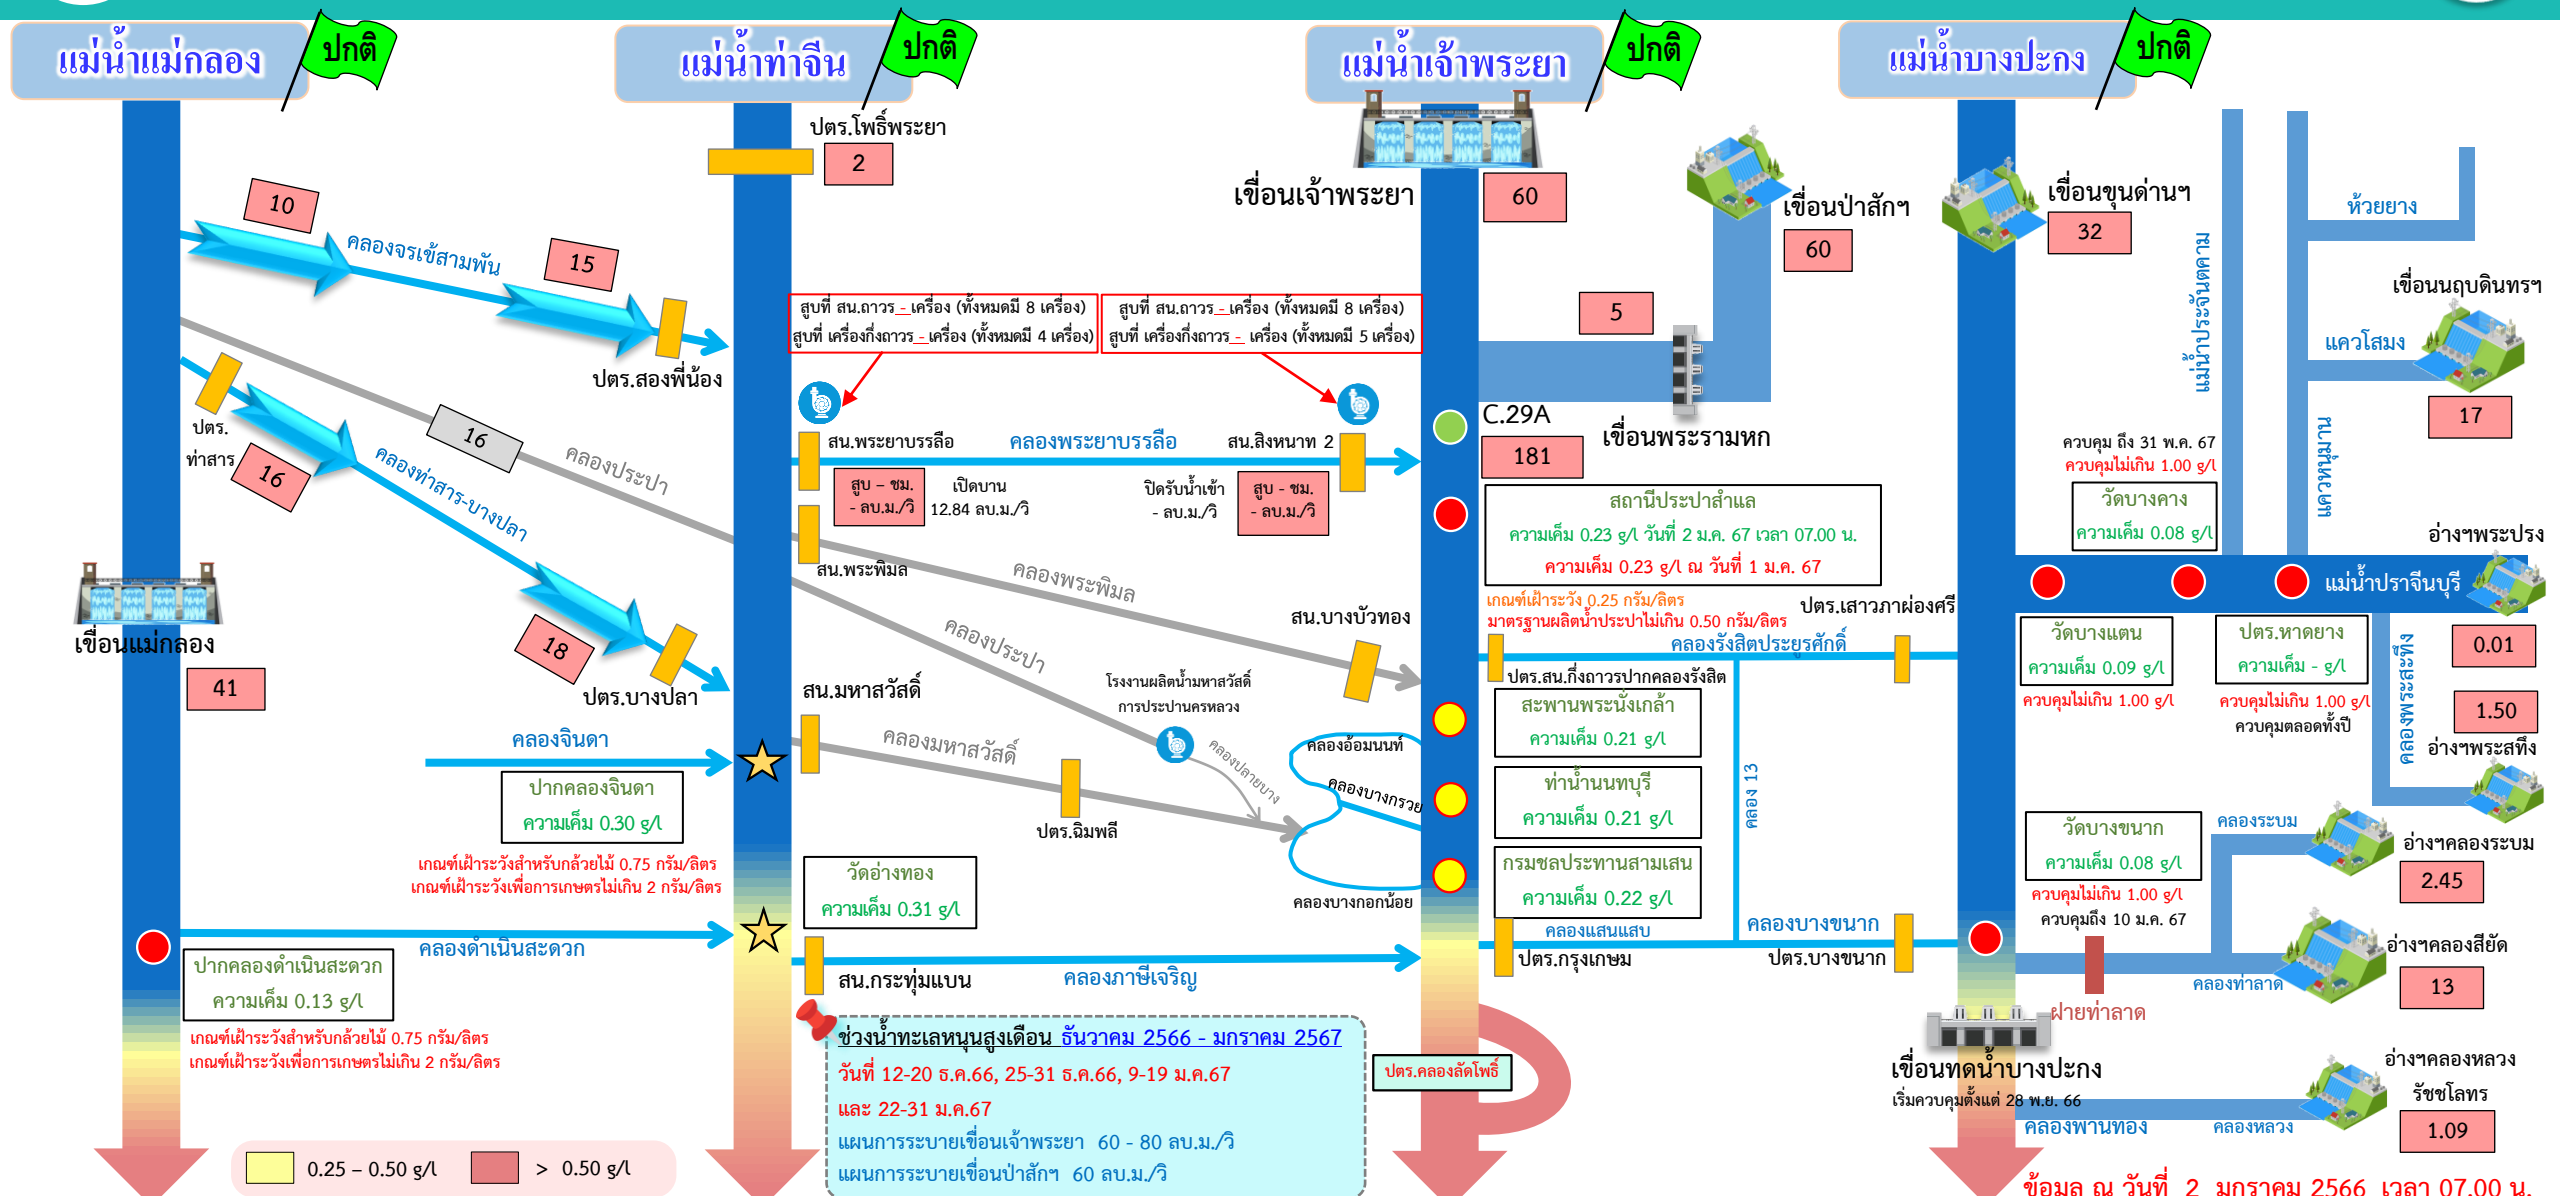 แม่น้ำแม่กลอง
ปกติ
แม่น้ำท่าจีน
ปกติ
แม่น้ำเจ้าพระยา
ปกติ
แม่น้ำบางปะกง
ปกติ
ปตร.โพธิ์พระยา
2
เขื่อนเจ้าพระยา
60
เขื่อนป่าสักฯ
60
เขื่อนขุนด่านฯ
32
ห้วยยาง
10
คลองจรเข้สามพัน
15
ปตร.สองพี่น้อง
แม่น้ำประจันตคาม
เขื่อนนฤบดินทรฯ
แควโสมง
17
แควหนุมาน
สูบที่ สน.ถาวร - เครื่อง (ทั้งหมดมี 8 เครื่อง)
สูบที่ เครื่องกึ่งถาวร - เครื่อง (ทั้งหมดมี 4 เครื่อง)
สูบที่ สน.ถาวร - เครื่อง (ทั้งหมดมี 8 เครื่อง)
สูบที่ เครื่องกึ่งถาวร - เครื่อง (ทั้งหมดมี 5 เครื่อง)
5
เขื่อนพระรามหก
C.29A
181
ปตร.
ท่าสาร
16
คลองท่าสาร-บางปลา
16
คลองประปา
18
ปตร.บางปลา
สน.พระยาบรรลือ
คลองพระยาบรรลือ
สน.สิงหนาท 2
สูบ – ชม.
- ลบ.ม./วิ
เปิดบาน
12.84 ลบ.ม./วิ
ปิดรับน้ำเข้า
- ลบ.ม./วิ
สูบ - ชม.
- ลบ.ม./วิ
สถานีประปาสำแล
ความเค็ม 0.23 g/l วันที่ 2 ม.ค. 67 เวลา 07.00 น.
ความเค็ม 0.23 g/l ณ วันที่ 1 ม.ค. 67
เกณฑ์เฝ้าระวัง 0.25 กรัม/ลิตร
มาตรฐานผลิตน้ำประปาไม่เกิน 0.50 กรัม/ลิตร
ควบคุม ถึง 31 พ.ค. 67
ควบคุมไม่เกิน 1.00 g/l
วัดบางคาง
ความเค็ม 0.08 g/l
อ่างฯพระปรง
แม่น้ำปราจีนบุรี
0.01
สน.พระพิมล
คลองพระพิมล
สน.บางบัวทอง
คลองประปา
ปตร.เสาวภาผ่องศรี
คลองรังสิตประยูรศักดิ์
ปตร.สน.กึ่งถาวรปากคลองรังสิต
วัดบางแตน
ความเค็ม 0.09 g/l
ควบคุมไม่เกิน 1.00 g/l
ปตร.หาดยาง
ความเค็ม - g/l
ควบคุมไม่เกิน 1.00 g/l
ควบคุมตลอดทั้งปี
คลองพระสะทึง
1.50
อ่างฯพระสทึง
เขื่อนแม่กลอง
41
สน.มหาสวัสดิ์
คลองมหาสวัสดิ์
โรงงานผลิตน้ำมหาสวัสดิ์
การประปานครหลวง
คลองปลายบาง
ปตร.ฉิมพลี
คลองอ้อมนนท์
คลองบางกรวย
คลองบางกอกน้อย
สะพานพระนั่งเกล้า
ความเค็ม 0.21 g/l
ท่าน้ำนนทบุรี
ความเค็ม 0.21 g/l
กรมชลประทานสามเสน
ความเค็ม 0.22 g/l
คลอง 13
คลองจินดา
ปากคลองจินดา
ความเค็ม 0.30 g/l
เกณฑ์เฝ้าระวังสำหรับกล้วยไม้ 0.75 กรัม/ลิตร
เกณฑ์เฝ้าระวังเพื่อการเกษตรไม่เกิน 2 กรัม/ลิตร
วัดอ่างทอง
ความเค็ม 0.31 g/l
วัดบางขนาก
ความเค็ม 0.08 g/l
ควบคุมไม่เกิน 1.00 g/l
ควบคุมถึง 10 ม.ค. 67
คลองระบม
อ่างฯคลองระบม
2.45
คลองดำเนินสะดวก
ปากคลองดำเนินสะดวก
ความเค็ม 0.13 g/l
เกณฑ์เฝ้าระวังสำหรับกล้วยไม้ 0.75 กรัม/ลิตร
เกณฑ์เฝ้าระวังเพื่อการเกษตรไม่เกิน 2 กรัม/ลิตร
สน.กระทุ่มแบน
คลองภาษีเจริญ
คลองแสนแสบ
ปตร.กรุงเกษม
คลองบางขนาก
ปตร.บางขนาก
อ่างฯคลองสียัด
13
คลองท่าลาด
ฝายท่าลาด
ช่วงน้ำทะเลหนุนสูงเดือน ธันวาคม 2566 - มกราคม 2567
วันที่ 12-20 ธ.ค.66, 25-31 ธ.ค.66, 9-19 ม.ค.67
และ 22-31 ม.ค.67
แผนการระบายเขื่อนเจ้าพระยา 60 - 80 ลบ.ม./วิ
แผนการระบายเขื่อนป่าสักฯ 60 ลบ.ม./วิ
ปตร.คลองลัดโพธิ์
เขื่อนทดน้ำบางปะกง
เริ่มควบคุมตั้งแต่ 28 พ.ย. 66
คลองพานทอง
คลองหลวง
อ่างฯคลองหลวง
รัชชโลทร
1.09
0.25 – 0.50 g/l
> 0.50 g/l
ข้อมูล ณ วันที่ 2 มกราคม 2566 เวลา 07.00 น.